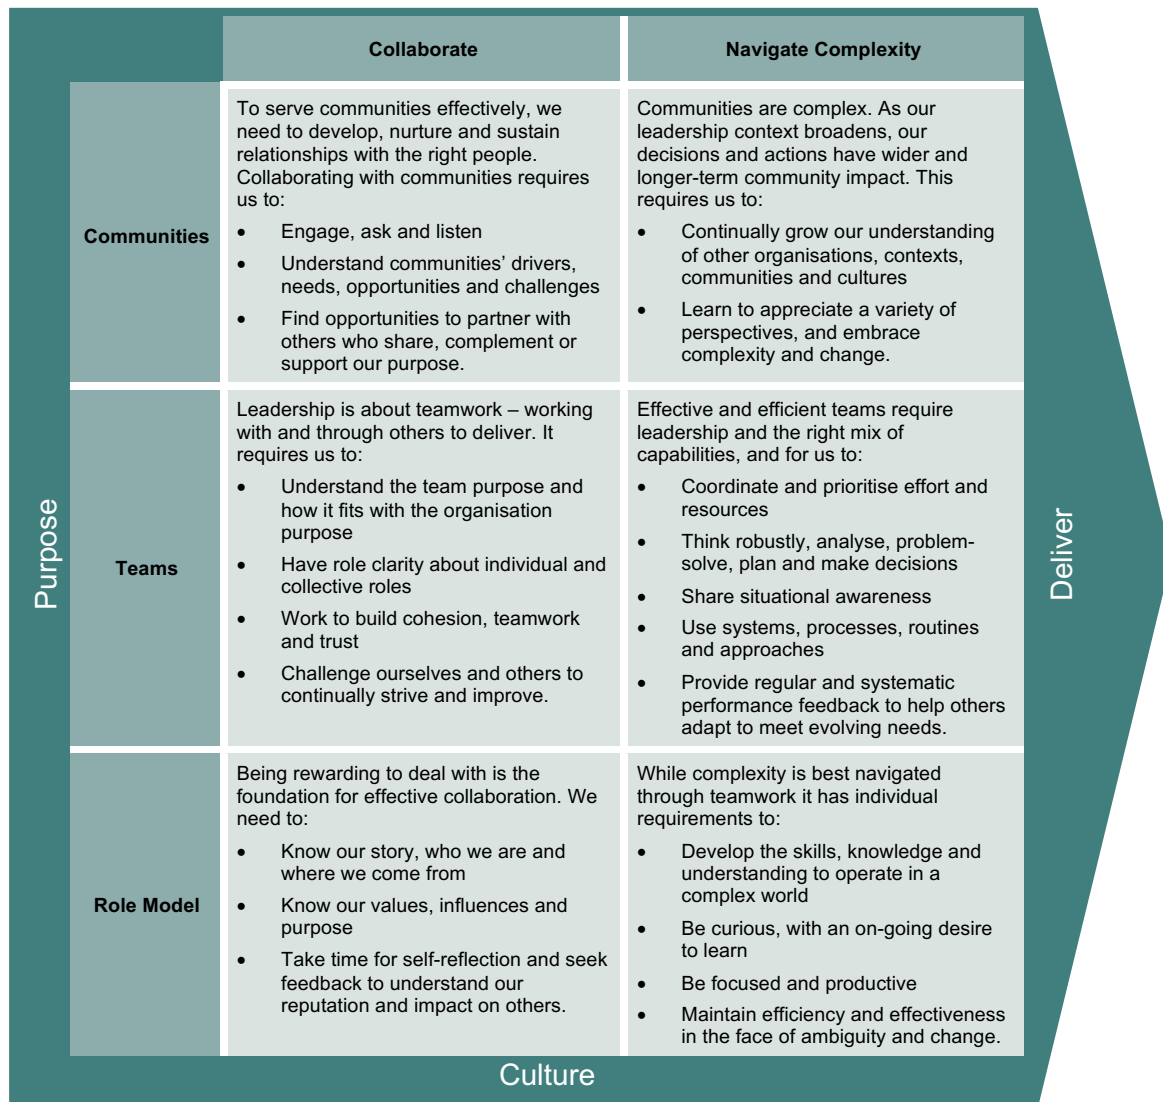 Collaborate
Navigate Complexity
Purpose
Communities
To serve communities effectively, we
need to develop, nurture and sustain
relationships with the right people.
Collaborating with communities requires
us to:
• Engage, ask and listen
• Understand communities’ drivers,
needs, opportunities and challenges
• Find opportunities to partner with
others who share, complement or
support our purpose.
Communities are complex. As our
leadership context broadens, our
decisions and actions have wider and
longer-term community impact. This
requires us to:
• Continually grow our understanding
of other organisations, contexts,
communities and cultures
• Learn to appreciate a variety of
perspectives, and embrace
complexity and change.
Teams
Leadership is about teamwork – working
with and through others to deliver. It
requires us to:
• Understand the team purpose and
how it fits with the organisation
purpose
• Have role clarity about individual and
collective roles
• Work to build cohesion, teamwork
and trust
• Challenge ourselves and others to
continually strive and improve.
Effective and efficient teams require
leadership and the right mix of
capabilities, and for us to:
• Coordinate and prioritise effort and
resources
• Think robustly, analyse, problem-
solve, plan and make decisions
• Share situational awareness
• Use systems, processes, routines
and approaches
• Provide regular and systematic
performance feedback to help others
adapt to meet evolving needs.
Role Model
Being rewarding to deal with is the
foundation for effective collaboration. We
need to:
• Know our story, who we are and
where we come from
• Know our values, influences and
purpose
• Take time for self-reflection and seek
feedback to understand our
reputation and impact on others.
While complexity is best navigated
through teamwork it has individual
requirements to:
• Develop the skills, knowledge and
understanding to operate in a
complex world
• Be curious, with an on-going desire
to learn
• Be focused and productive
• Maintain efficiency and effectiveness
in the face of ambiguity and change.
Deliver
Culture